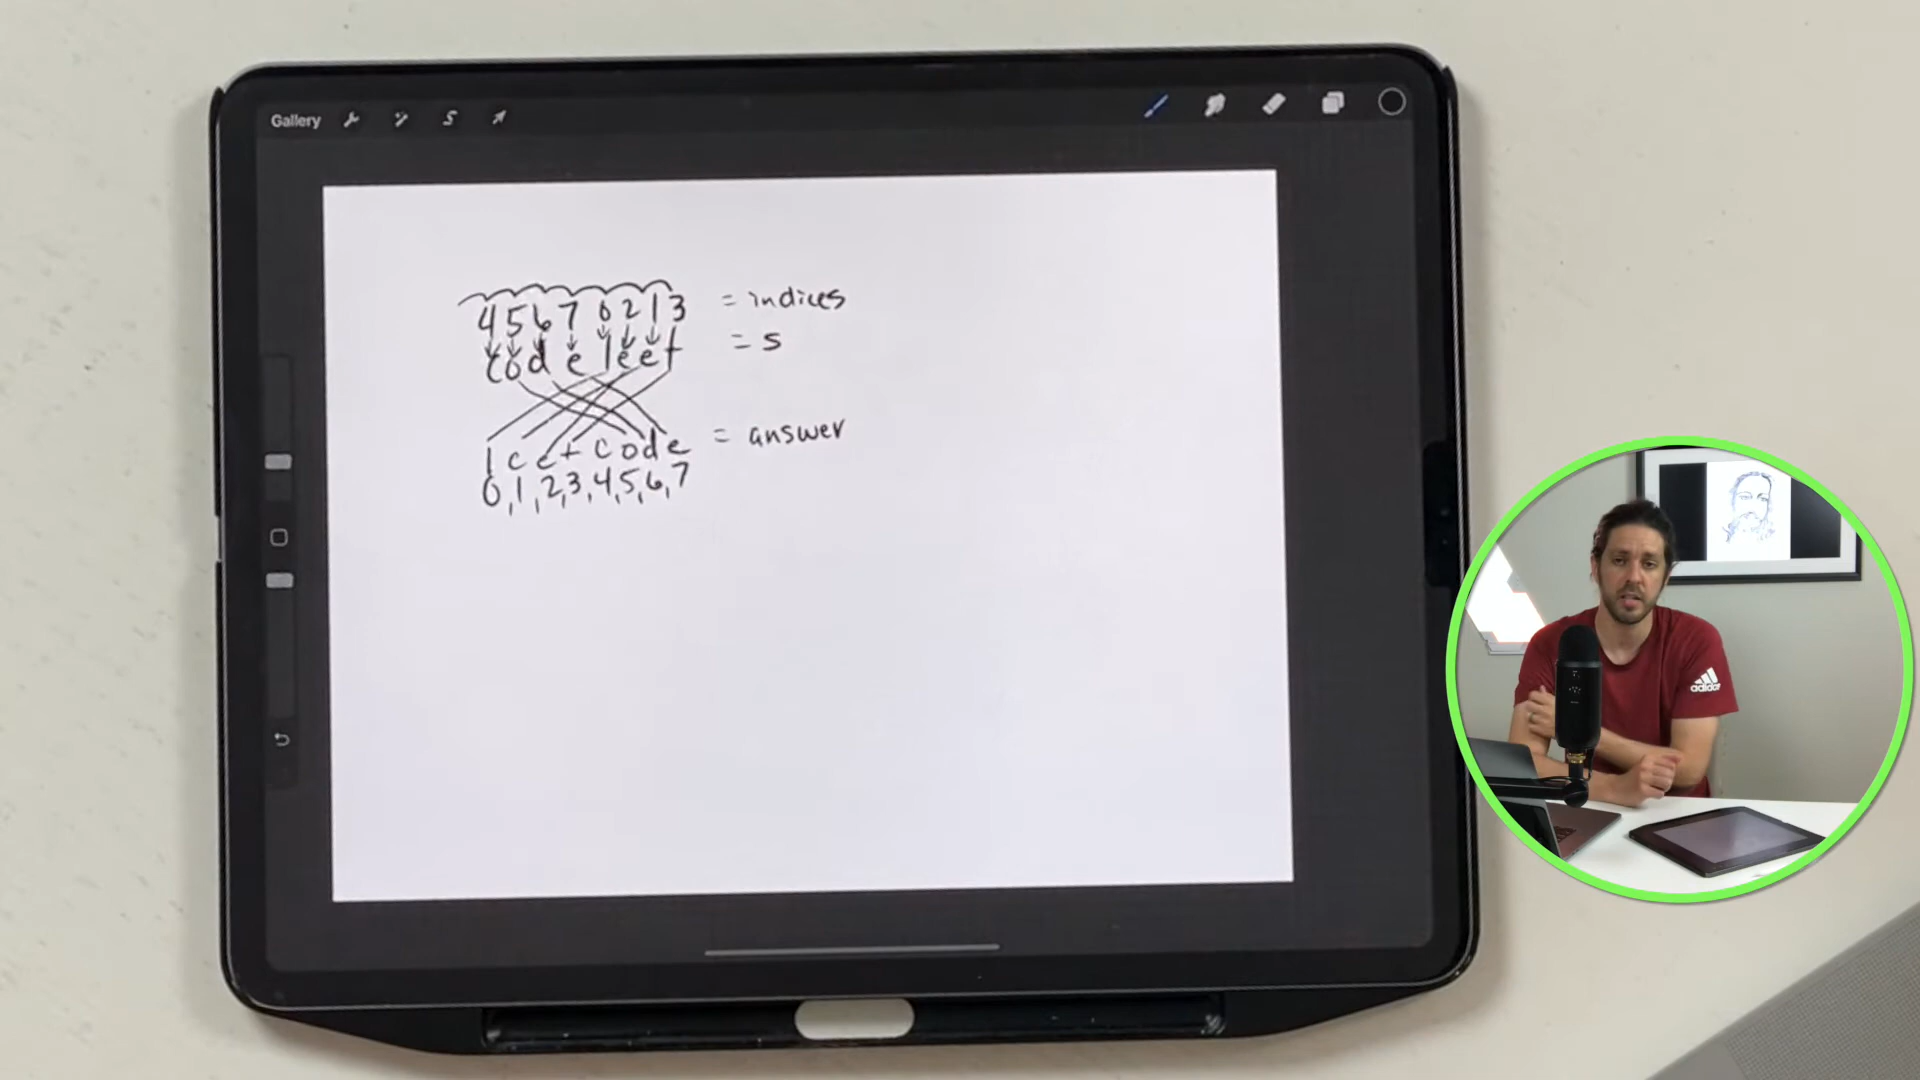 Gallery
4 5 6 7 0 2 1 3 = indices
c o d e l e e t = s
l e e t c o d e = answer
0, 1, 2, 3, 4, 5, 6, 7
adidas